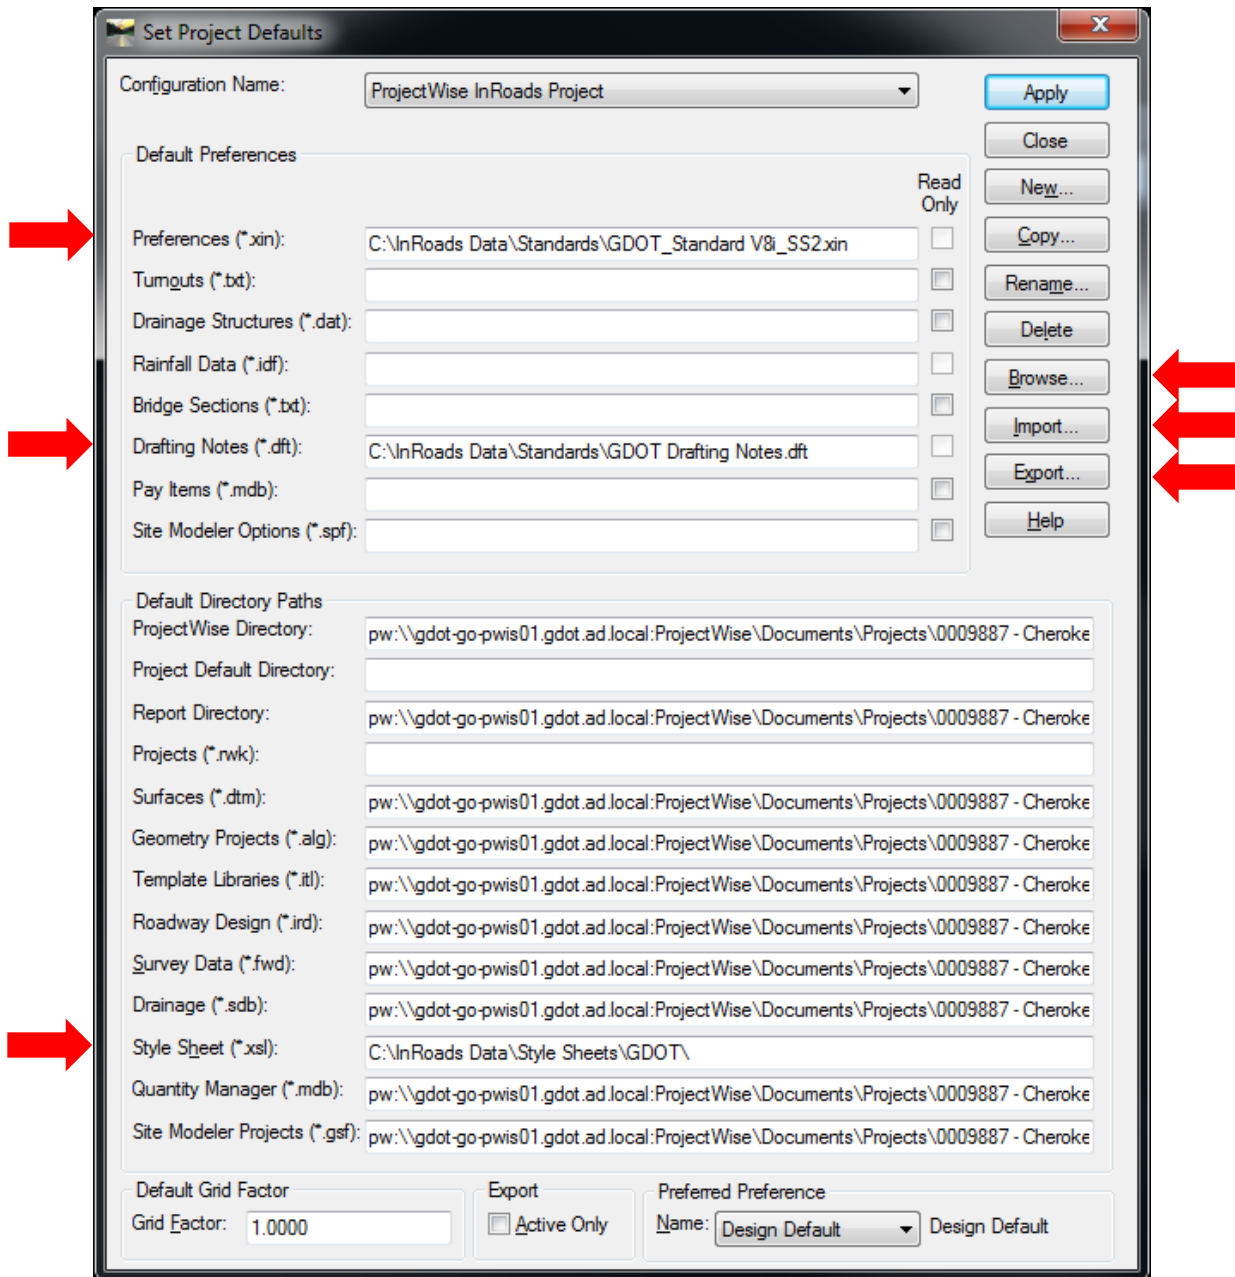 Set Project Defaults
Configuration Name: ProjectWise InRoads Project
Apply
Close
New...
Copy...
Rename...
Delete
Browse...
Import...
Export...
Help
Default Preferences
Read Only
Preferences (*.xin): C:\InRoads Data\Standards\GDOT_Standard V8i_SS2.xin
Turnouts (*.txt):
Drainage Structures (*.dat):
Rainfall Data (*.idf):
Bridge Sections (*.txt):
Drafting Notes (*.dft): C:\InRoads Data\Standards\GDOT Drafting Notes.dft
Pay Items (*.mdb):
Site Modeler Options (*.spf):
Default Directory Paths
ProjectWise Directory: pw:\\gdot-go-pwis01.gdot.ad.local:ProjectWise\Documents\Projects\0009887 - Cheroke
Project Default Directory:
Report Directory: pw:\\gdot-go-pwis01.gdot.ad.local:ProjectWise\Documents\Projects\0009887 - Cheroke
Projects (*.rwk):
Surfaces (*.dtm): pw:\\gdot-go-pwis01.gdot.ad.local:ProjectWise\Documents\Projects\0009887 - Cheroke
Geometry Projects (*.alg): pw:\\gdot-go-pwis01.gdot.ad.local:ProjectWise\Documents\Projects\0009887 - Cheroke
Template Libraries (*.itl): pw:\\gdot-go-pwis01.gdot.ad.local:ProjectWise\Documents\Projects\0009887 - Cheroke
Roadway Design (*.ird): pw:\\gdot-go-pwis01.gdot.ad.local:ProjectWise\Documents\Projects\0009887 - Cheroke
Survey Data (*.fwd): pw:\\gdot-go-pwis01.gdot.ad.local:ProjectWise\Documents\Projects\0009887 - Cheroke
Drainage (*.sdb): pw:\\gdot-go-pwis01.gdot.ad.local:ProjectWise\Documents\Projects\0009887 - Cheroke
Style Sheet (*.xsl): C:\InRoads Data\Style Sheets\GDOT\
Quantity Manager (*.mdb): pw:\\gdot-go-pwis01.gdot.ad.local:ProjectWise\Documents\Projects\0009887 - Cheroke
Site Modeler Projects (*.gsf): pw:\\gdot-go-pwis01.gdot.ad.local:ProjectWise\Documents\Projects\0009887 - Cheroke
Default Grid Factor
Grid Factor: 1.0000
Export
Active Only
Preferred Preference
Name: Design Default Design Default